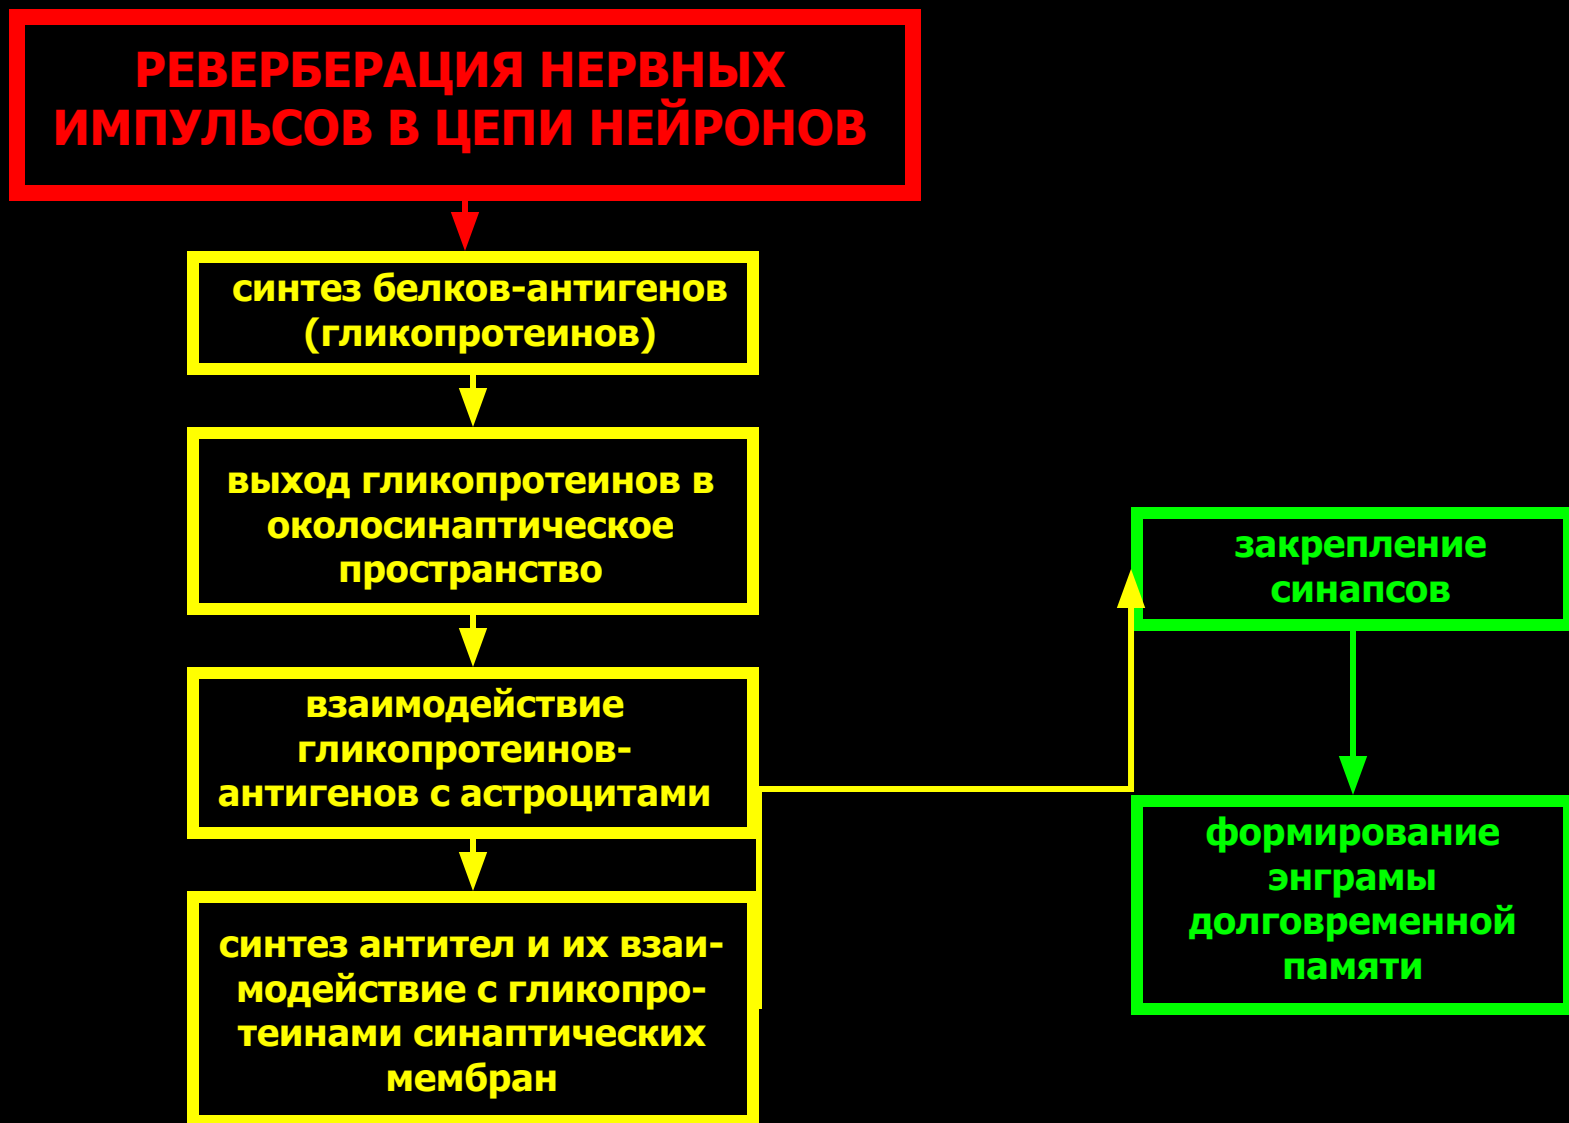 РЕВЕРБЕРАЦИЯ НЕРВНЫХ
ИМПУЛЬСОВ В ЦЕПИ НЕЙРОНОВ
синтез белков-антигенов
(гликопротеинов)
выход гликопротеинов в
околосинаптическое
пространство
взаимодействие
гликопротеинов-
антигенов с астроцитами
синтез антител и их взаи-
модействие с гликопро-
теинами синаптических
мембран
закрепление
синапсов
формирование
энграмы
долговременной
памяти